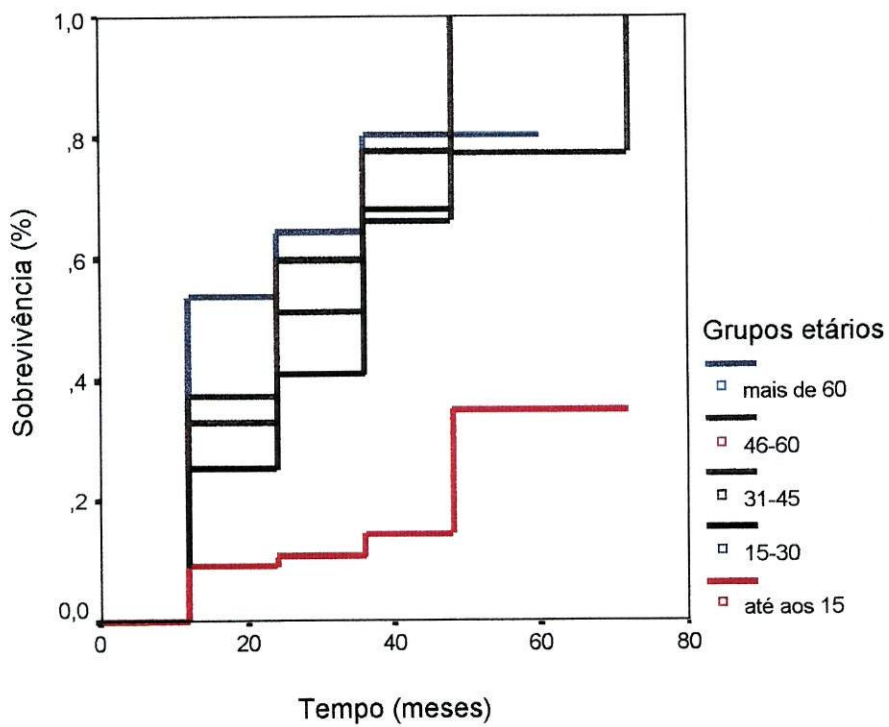 1,0
,8
,6
,4
,2
0,0
Sobrevivência (%)
0
20
40
60
80
Tempo (meses)
Grupos etários
mais de 60
46-60
31-45
15-30
até aos 15